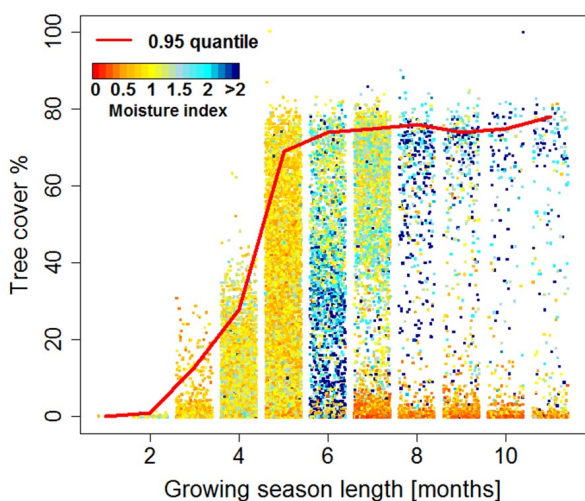 0.95 quantile
0 0.5 1 1.5 2 >2
Moisture index
Tree cover %
100
80
60
40
20
0
2 4 6 8 10
Growing season length [months]